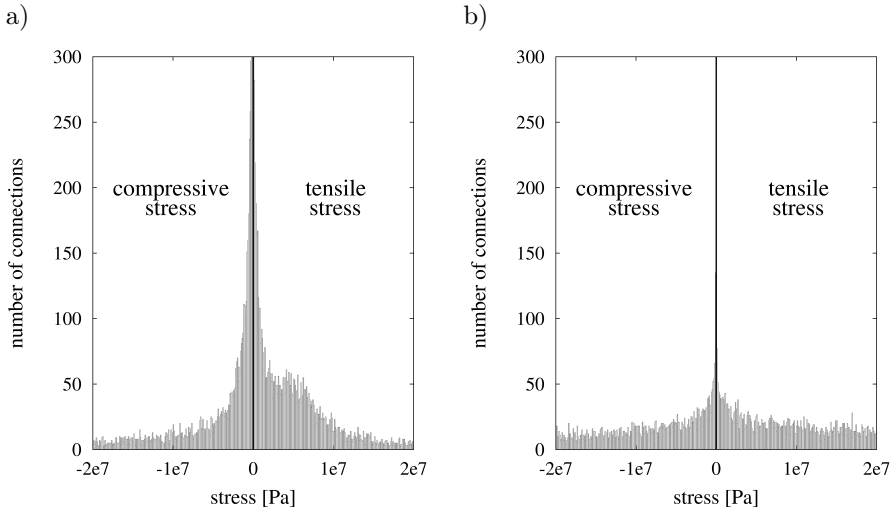 a)
300
250
200
150
100
50
0
number of connections
compressive
stress
tensile
stress
-2e7 -1e7 0 1e7 2e7
stress [Pa]
b)
300
250
200
150
100
50
0
number of connections
compressive
stress
tensile
stress
-2e7 -1e7 0 1e7 2e7
stress [Pa]